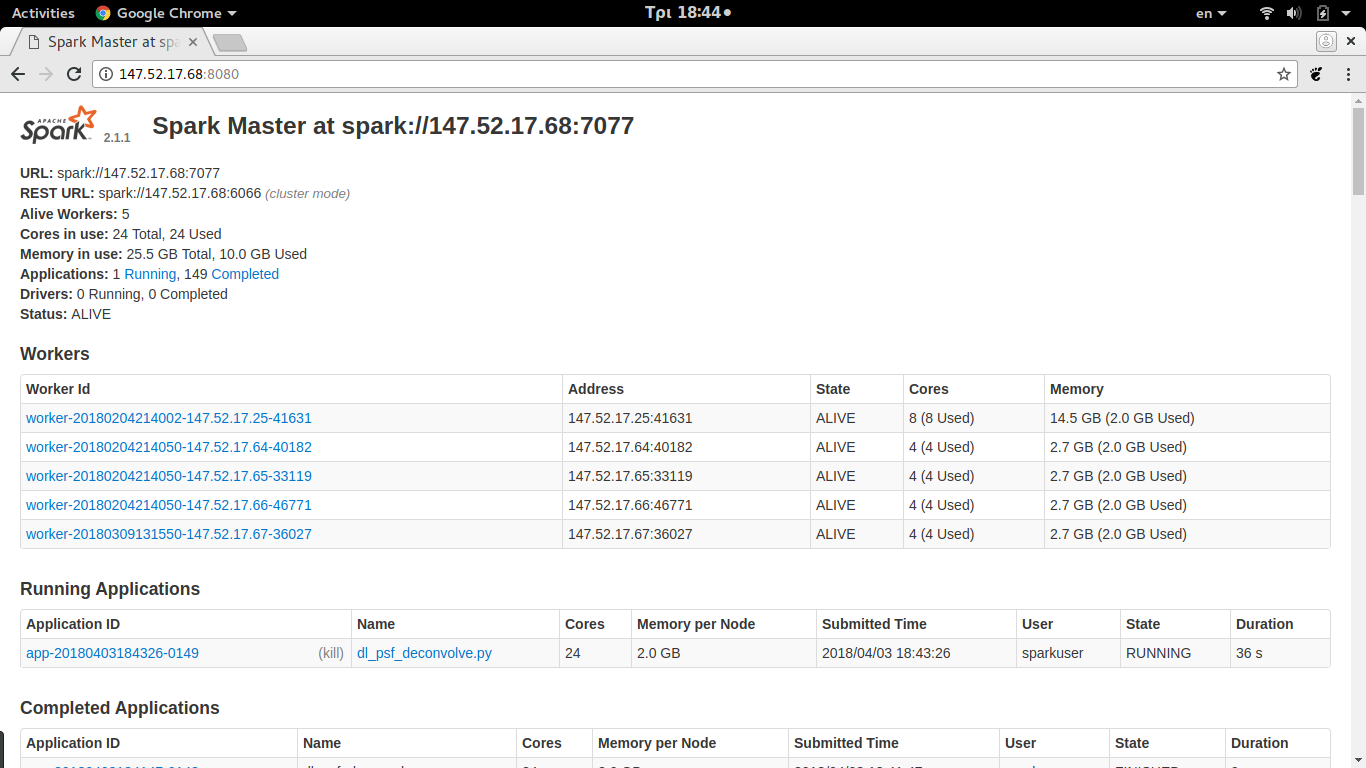 Activities Google Chrome Τρι 18:44 en
Spark Master at spa
147.52.17.68:8080
APACHE Spark 2.1.1 Spark Master at spark://147.52.17.68:7077
URL: spark://147.52.17.68:7077
REST URL: spark://147.52.17.68:6066 (cluster mode)
Alive Workers: 5
Cores in use: 24 Total, 24 Used
Memory in use: 25.5 GB Total, 10.0 GB Used
Applications: 1 Running, 149 Completed
Drivers: 0 Running, 0 Completed
Status: ALIVE
Workers
Worker Id Address State Cores Memory
worker-20180204214002-147.52.17.25-41631 147.52.17.25:41631 ALIVE 8 (8 Used) 14.5 GB (2.0 GB Used)
worker-20180204214050-147.52.17.64-40182 147.52.17.64:40182 ALIVE 4 (4 Used) 2.7 GB (2.0 GB Used)
worker-20180204214050-147.52.17.65-33119 147.52.17.65:33119 ALIVE 4 (4 Used) 2.7 GB (2.0 GB Used)
worker-20180204214050-147.52.17.66-46771 147.52.17.66:46771 ALIVE 4 (4 Used) 2.7 GB (2.0 GB Used)
worker-20180309131550-147.52.17.67-36027 147.52.17.67:36027 ALIVE 4 (4 Used) 2.7 GB (2.0 GB Used)
Running Applications
Application ID Name Cores Memory per Node Submitted Time User State Duration
app-20180403184326-0149 (kill) dl_psf_deconvolve.py 24 2.0 GB 2018/04/03 18:43:26 sparkuser RUNNING 36 s
Completed Applications
Application ID Name Cores Memory per Node Submitted Time User State Duration